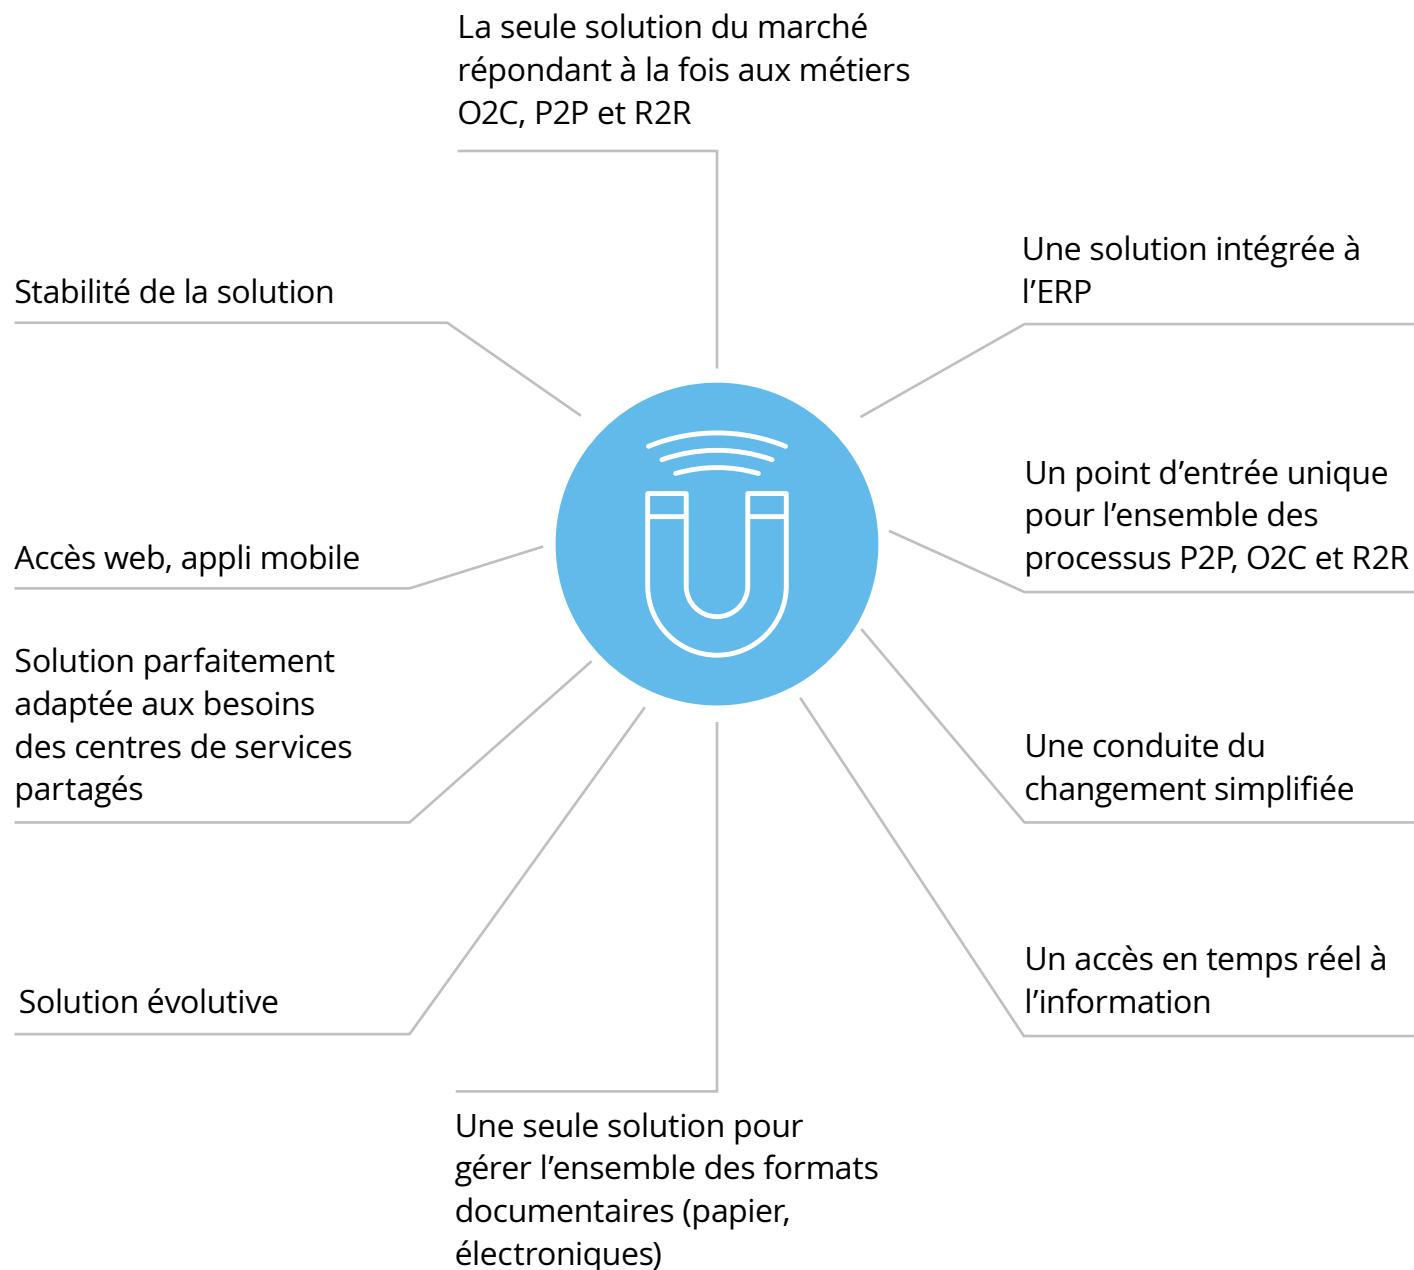 La seule solution du marché
répondant à la fois aux métiers
O2C, P2P et R2R
Une solution intégrée à
l’ERP
Stabilité de la solution
Un point d’entrée unique
pour l’ensemble des
processus P2P, O2C et R2R
Accès web, appli mobile
Solution parfaitement
adaptée aux besoins
des centres de services
partagés
Une conduite du
changement simplifiée
Un accès en temps réel à
l’information
Solution évolutive
Une seule solution pour
gérer l’ensemble des formats
documentaires (papier,
électroniques)